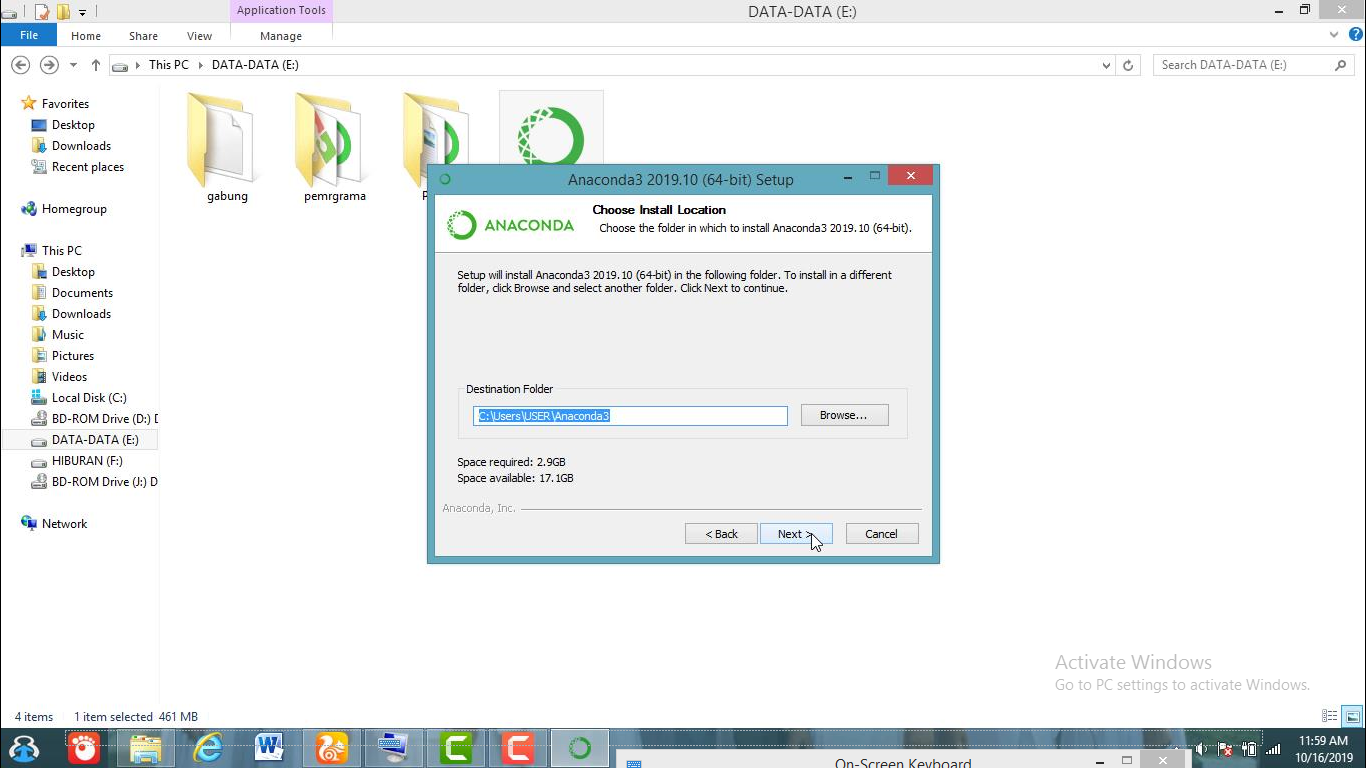 Application Tools
DATA-DATA (E:)
File
Home
Share
View
Manage
This PC
DATA-DATA (E:)
Search DATA-DATA (E:)
Favorites
Desktop
Downloads
Recent places
Homegroup
This PC
Desktop
Documents
Downloads
Music
Pictures
Videos
Local Disk (C:)
BD-ROM Drive (D:) D
DATA-DATA (E:)
HIBURAN (F:)
BD-ROM Drive (J:) D
Network
gabung
pemrgrama
Anaconda3 2019.10 (64-bit) Setup
ANACONDA
Choose Install Location
Choose the folder in which to install Anaconda3 2019.10 (64-bit).
Setup will install Anaconda3 2019.10 (64-bit) in the following folder. To install in a different
folder, click Browse and select another folder. Click Next to continue.
Destination Folder
C:\Users\USER\Anaconda3
Browse...
Space required: 2.9GB
Space available: 17.1GB
Anaconda, Inc.
< Back
Next >
Cancel
Activate Windows
Go to PC settings to activate Windows.
4 items
1 item selected 461 MB
On-Screen Keyboard
11:59 AM
10/16/2019